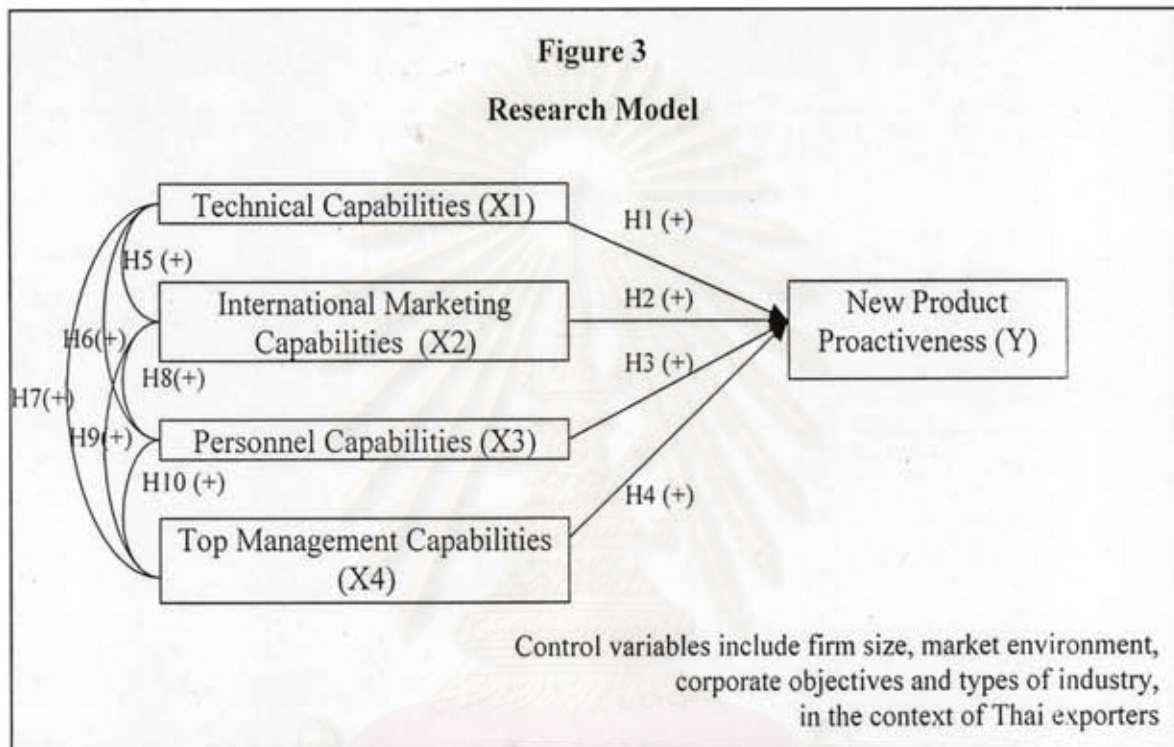 Figure 3
Research Model
Technical Capabilities (X1)
H1 (+)
H5 (+)
International Marketing
Capabilities (X2)
H2 (+)
New Product
Proactiveness (Y)
H6(+)
H8(+)
H3 (+)
H7(+)
H9(+)
Personnel Capabilities (X3)
H10 (+)
H4 (+)
Top Management Capabilities
(X4)
Control variables include firm size, market environment,
corporate objectives and types of industry,
in the context of Thai exporters